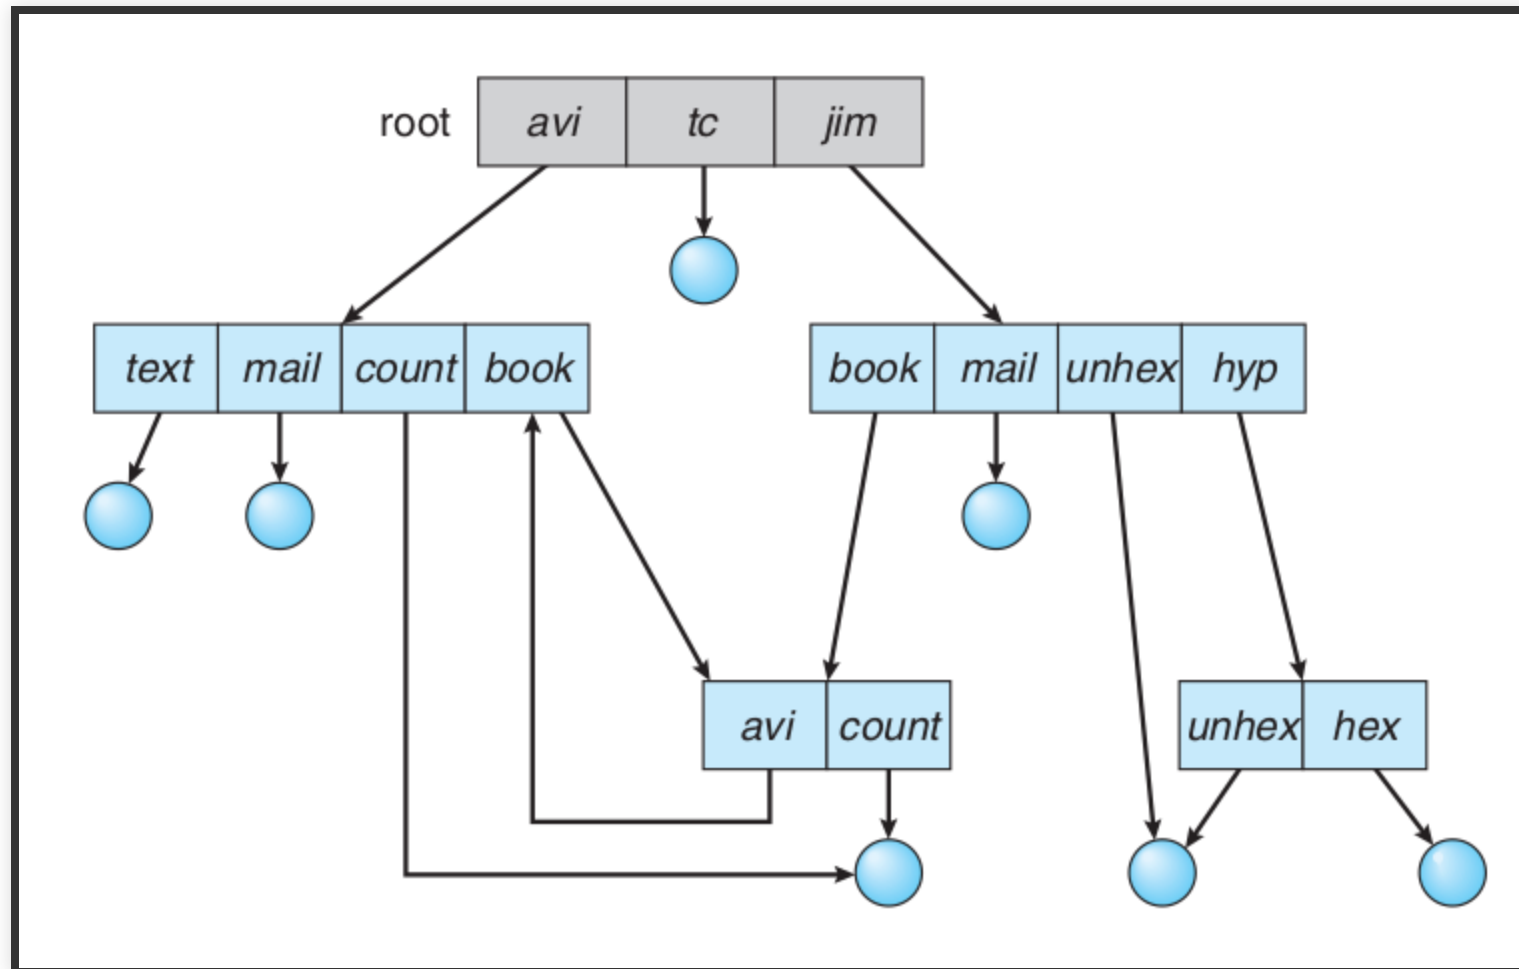 root avi tc jim
text mail count book book mail unhex hyp
avi count unhex hex